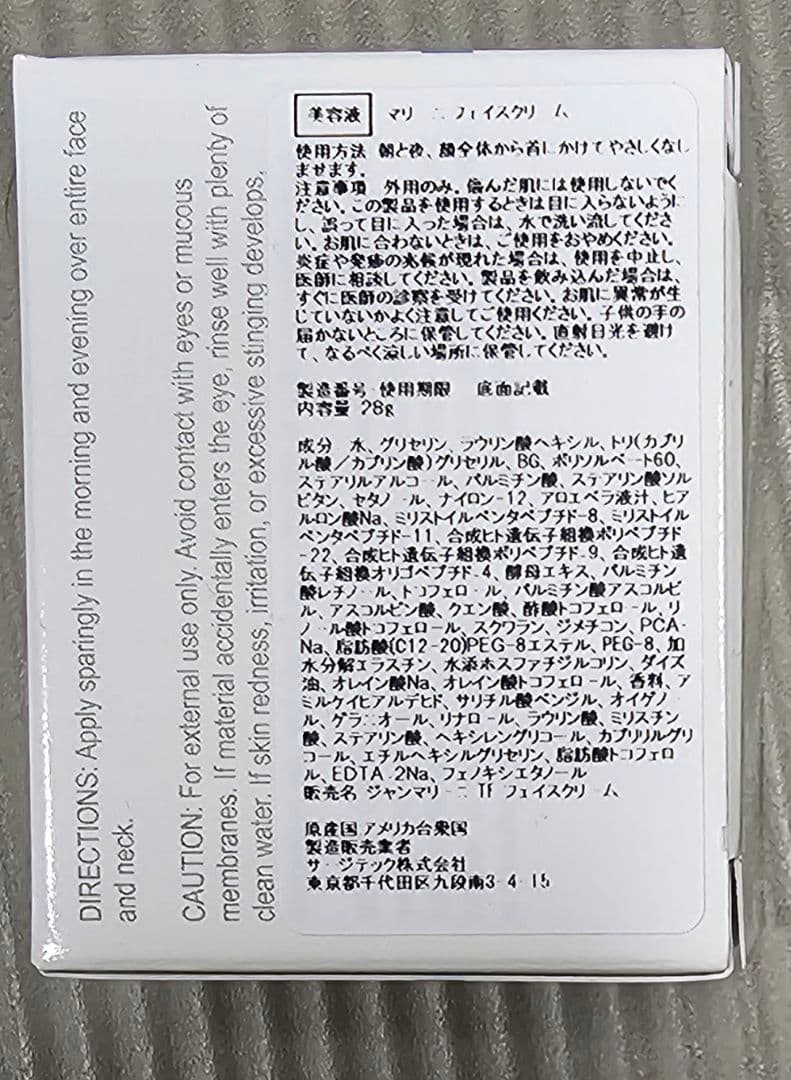 DIRECTIONS: Apply sparingly in the morning and evening over entire face
and neck.
CAUTION: For external use only. Avoid contact with eyes or mucous
membranes. If material accidentally enters the eye, rinse well with plenty of
clean water. If skin redness, irritation, or excessive stinging develops,
美容液 マリーニ フェイスクリーム
使用方法 朝と夜、顔全体から首にかけてやさしくなじ
ませます。
注意事項 外用のみ。傷んだ肌には使用しないでく
ださい。この製品を使用するときは目に入らないように
し、誤って目に入った場合は、水で洗い流してくださ
い。お肌に合わないときは、ご使用をおやめください。
炎症や発疹の兆候が現れた場合は、使用を中止し、
医師に相談してください。製品を飲み込んだ場合は、
すぐに医師の診察を受けてください。お肌に異常が生
じていないかよく注意してご使用ください。子供の手の
届かないところに保管してください。直射日光を避け
て、なるべく涼しい場所に保管してください。
製造番号・使用期限 底面記載
内容量 28g
成分 水、グリセリン、ラウリン酸ヘキシル、トリ(カプリ
ル酸／カプリン酸)グリセリル、BG、ポリソルベート60、
ステアリルアルコール、パルミチン酸、ステアリン酸ソル
ビタン、セタノール、ナイロン-12、アロエベラ液汁、ヒア
ルロン酸Na、ミリストイルペンタペプチド-8、ミリストイル
ペンタペプチド-11、合成ヒト遺伝子組換ポリペプチド
-22、合成ヒト遺伝子組換ポリペプチド-9、合成ヒト遺
伝子組換オリゴペプチド-4、酵母エキス、パルミチン
酸レチノール、トコフェロール、パルミチン酸アスコルビ
ル、アスコルビン酸、クエン酸、酢酸トコフェロール、リ
ノール酸トコフェロール、スクワラン、ジメチコン、PCA-
Na、脂肪酸(C12-20)PEG-8エステル、PEG-8、加
水分解エラスチン、水添ホスファチジルコリン、ダイズ
油、オレイン酸Na、オレイン酸トコフェロール、香料、ア
ミルケイヒアルデヒド、サリチル酸ベンジル、オイゲノー
ル、ゲラニオール、リナロール、ラウリン酸、ミリスチン
酸、ステアリン酸、ヘキシレングリコール、カプリリルグリ
コール、エチルヘキシルグリセリン、脂肪酸トコフェロー
ル、EDTA-2Na、フェノキシエタノール
販売名 ジャンマリーニ TF フェイスクリーム
原産国 アメリカ合衆国
製造販売業者
サージテック株式会社
東京都千代田区九段南3-4-15